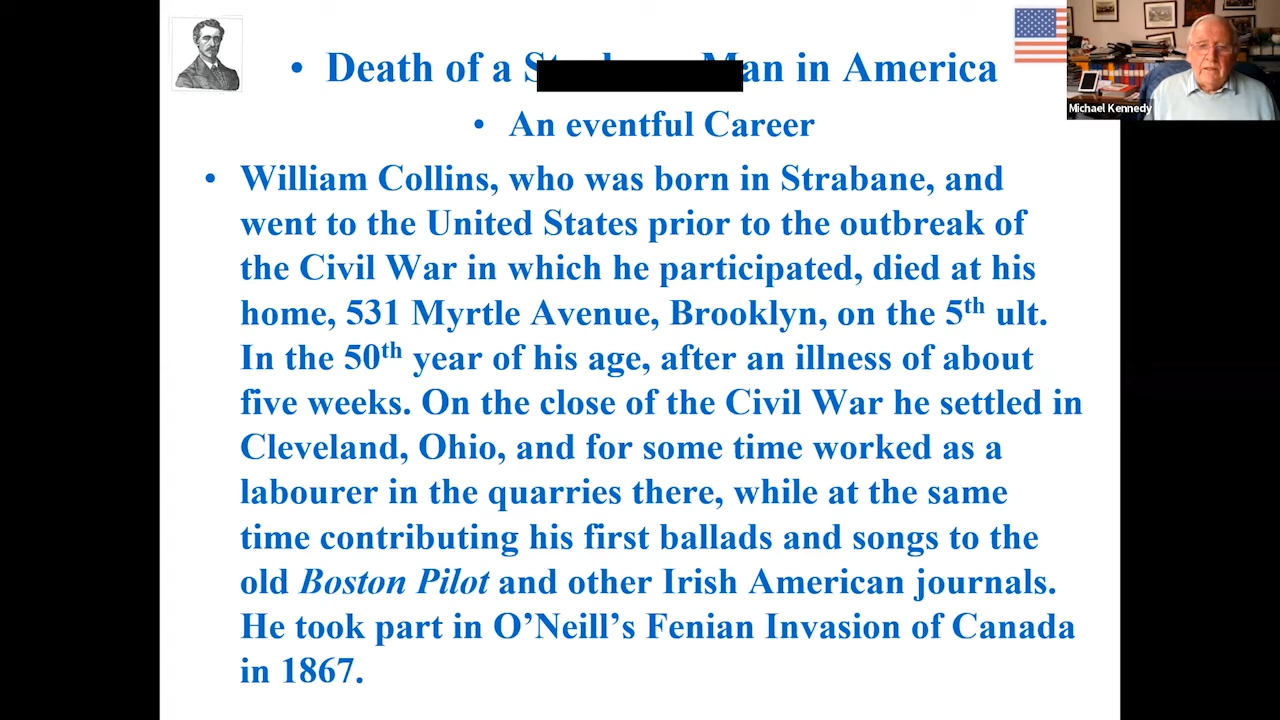 • Death of a Man in America
• An eventful Career
• William Collins, who was born in Strabane, and
went to the United States prior to the outbreak of
the Civil War in which he participated, died at his
home, 531 Myrtle Avenue, Brooklyn, on the 5th ult.
In the 50th year of his age, after an illness of about
five weeks. On the close of the Civil War he settled in
Cleveland, Ohio, and for some time worked as a
labourer in the quarries there, while at the same
time contributing his first ballads and songs to the
old Boston Pilot and other Irish American journals.
He took part in O’Neill’s Fenian Invasion of Canada
in 1867.
Michael Kennedy